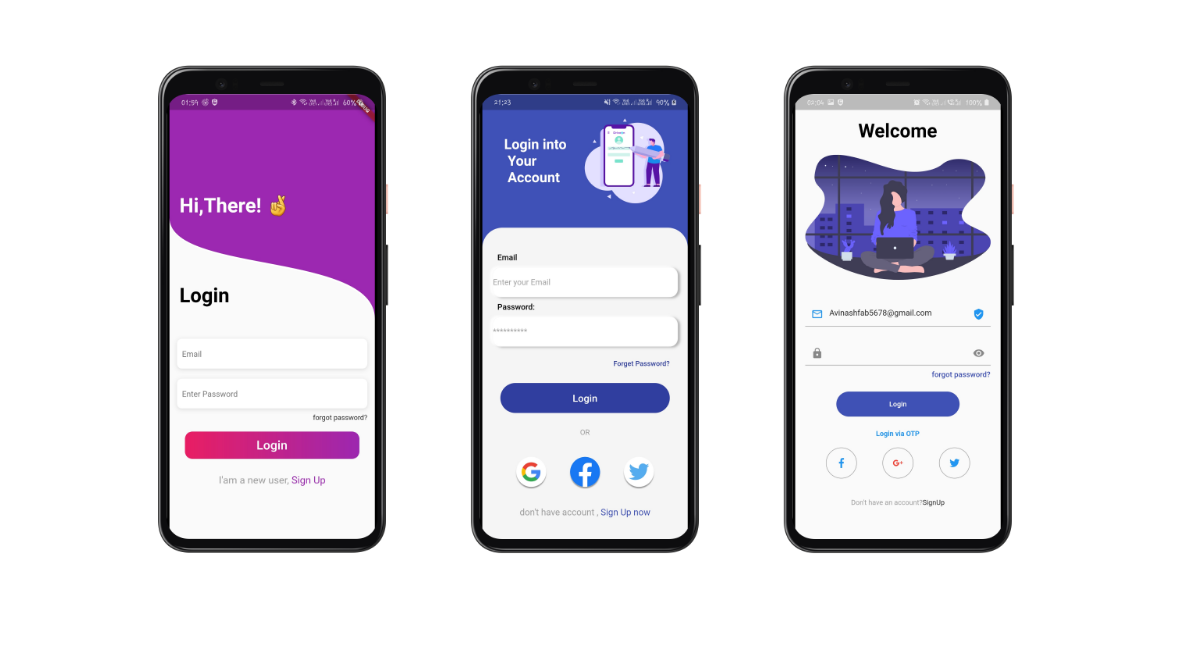 01:59
60%
Hi,There! 🤞
Login
Email
Enter Password
forgot password?
Login
I'am a new user, Sign Up
21:23
90%
Login into
Your
Account
Email
Enter your Email
Password:
**********
Forget Password?
Login
OR
don't have account , Sign Up now
100%
Welcome
Avinashfab5678@gmail.com
forgot password?
Login
Login via OTP
G+
Don't have an account?SignUp